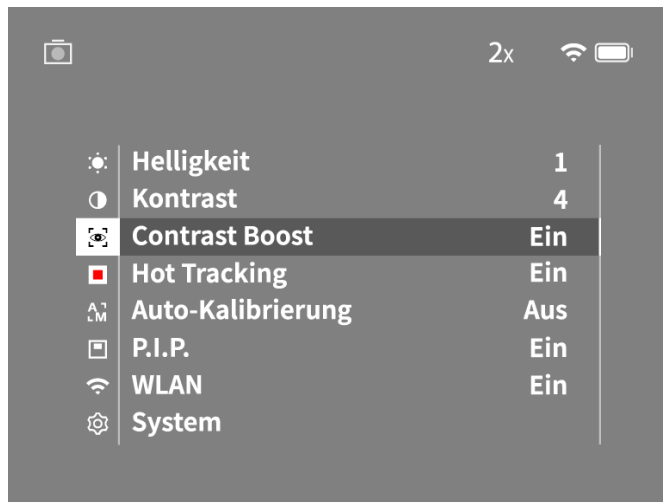 2x
Helligkeit 1
Kontrast 4
Contrast Boost Ein
Hot Tracking Ein
A M Auto-Kalibrierung Aus
P.I.P. Ein
WLAN Ein
System